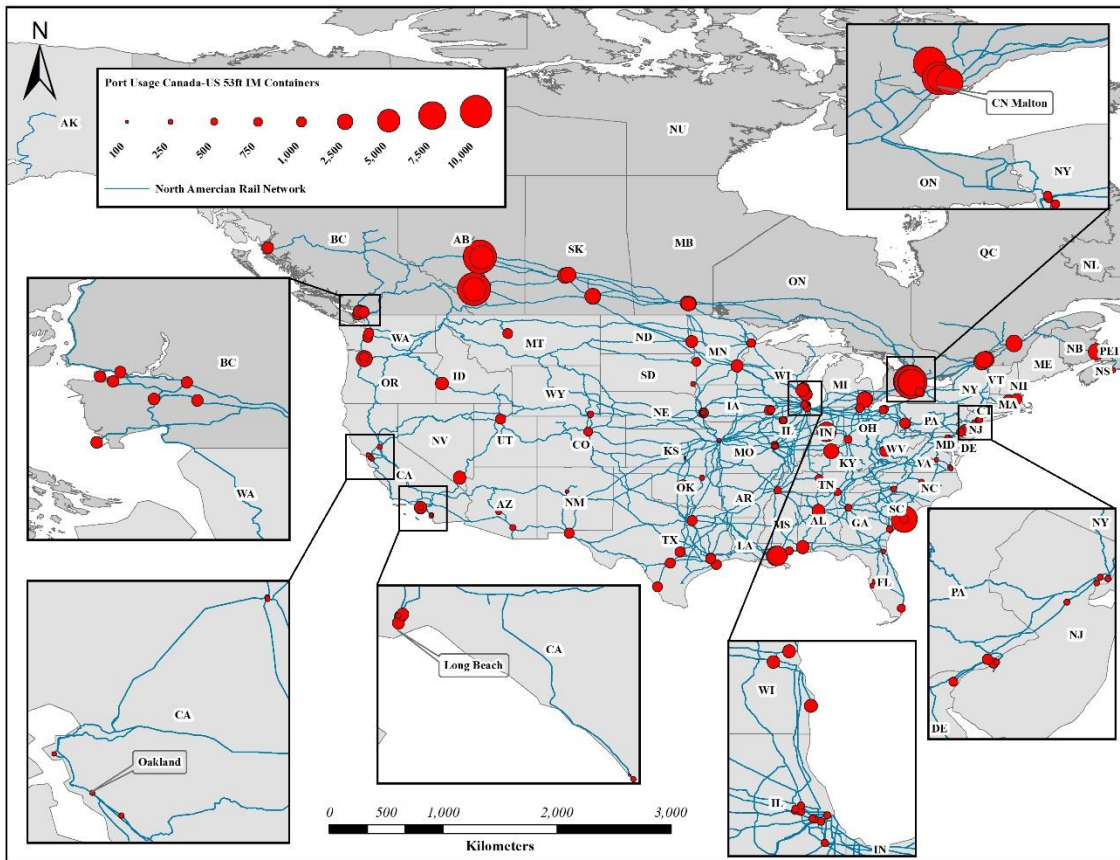 N
Port Usage Canada-US 53ft IM Containers
100 250 500 750 1,000 2,500 5,000 7,500 10,000
North Amercian Rail Network
AK
NU
BC
AB
SK
MB
ON
QC
NL
NB
PEI
NS
ME
WA
MT
ND
MN
WI
MI
NY
VT
NH
MA
CT
OR
ID
WY
SD
NE
IA
IL
IN
OH
PA
NJ
MD
DE
NV
UT
CO
KS
MO
KY
WV
VA
CA
AZ
NM
OK
AR
TN
NC
SC
TX
LA
MS
AL
GA
FL
CN Malton
ON
NY
BC
WA
CA
Oakland
CA
Long Beach
WI
IL
IN
NY
PA
NJ
DE
0 500 1,000 2,000 3,000
Kilometers